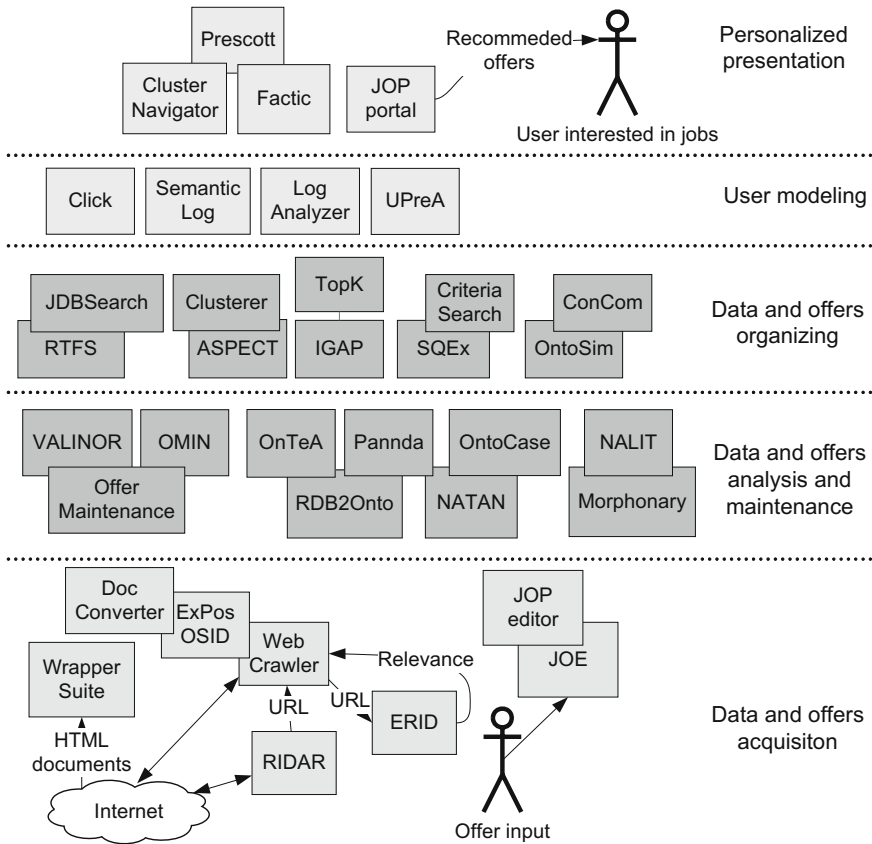 Prescott
Cluster
Navigator
Factic
JOP
portal
Recommeded
offers
User interested in jobs
Personalized
presentation
Click
Semantic
Log
Log
Analyzer
UPreA
User modeling
JDBSearch
RTFS
Clusterer
ASPECT
TopK
IGAP
Criteria
Search
SQEx
ConCom
OntoSim
Data and offers
organizing
VALINOR
OMIN
Offer
Maintenance
OnTeA
Pannda
RDB2Onto
OntoCase
NATAN
NALIT
Morphonary
Data and offers
analysis and
maintenance
Doc
Converter
ExPos
OSID
Web
Crawler
Wrapper
Suite
HTML
documents
Internet
URL
RIDAR
URL
Relevance
ERID
JOP
editor
JOE
Offer input
Data and offers
acquisiton